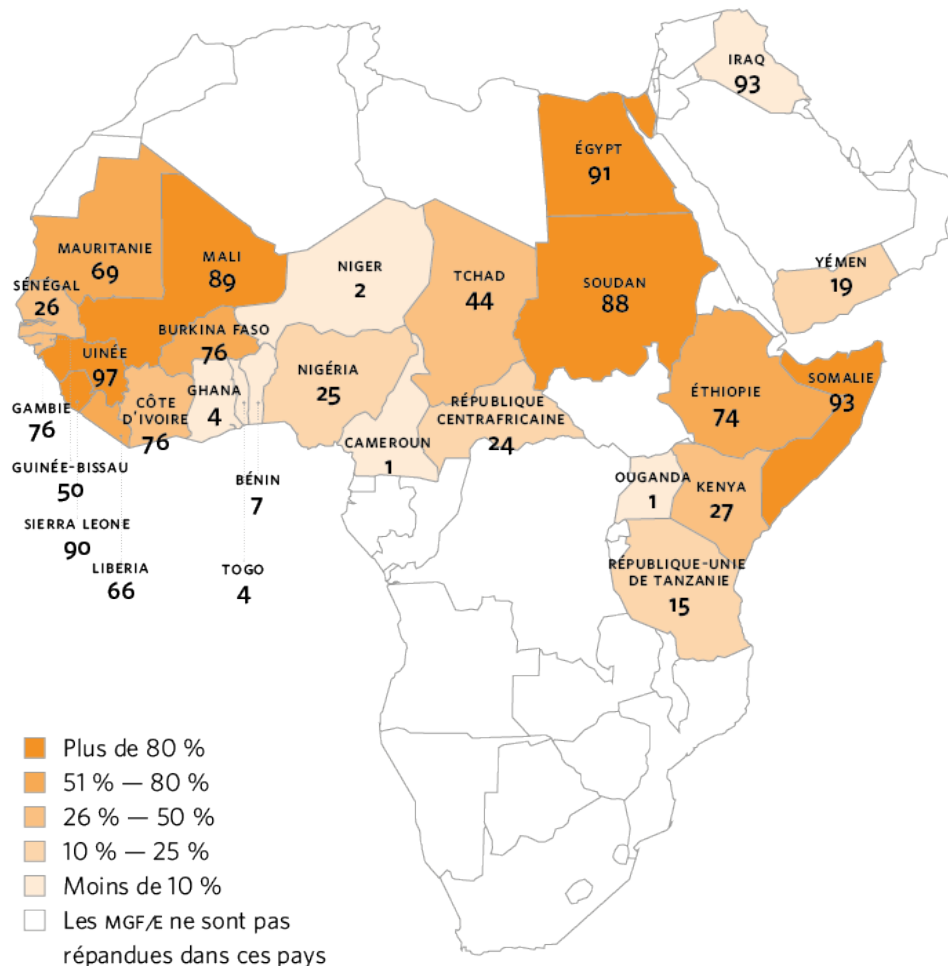 IRAQ
93
ÉGYPT
91
MAURITANIE
69
MALI
89
NIGER
2
TCHAD
44
SOUDAN
88
YÉMEN
19
SÉNÉGAL
26
BURKINA FASO
76
UINÉE
97
NIGÉRIA
25
ÉTHIOPIE
74
SOMALIE
93
GHANA
4
CÔTE
D'IVOIRE
76
RÉPUBLIQUE
CENTRAFRICAINE
24
GAMBIE
76
CAMEROUN
1
GUINÉE-BISSAU
50
BÉNIN
7
OUGANDA
1
KENYA
27
SIERRA LEONE
90
LIBERIA
66
TOGO
4
RÉPUBLIQUE-UNIE
DE TANZANIE
15
Plus de 80 %
51 % — 80 %
26 % — 50 %
10 % — 25 %
Moins de 10 %
Les MGF/E ne sont pas
répandues dans ces pays